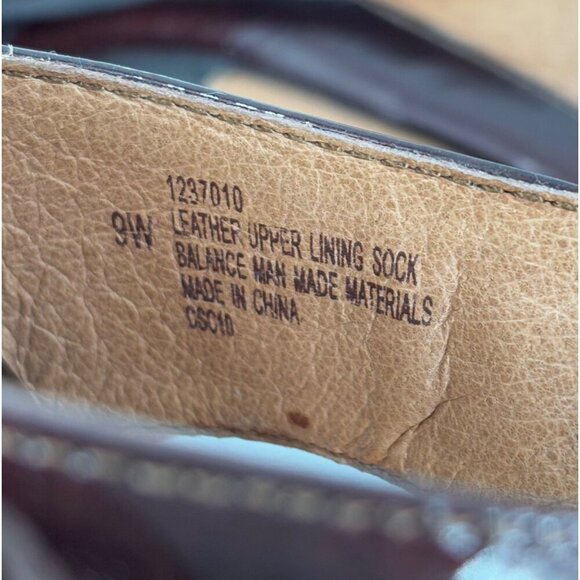 1237010
9W LEATHER UPPER LINING SOCK
BALANCE MAN MADE MATERIALS
MADE IN CHINA
CSC10